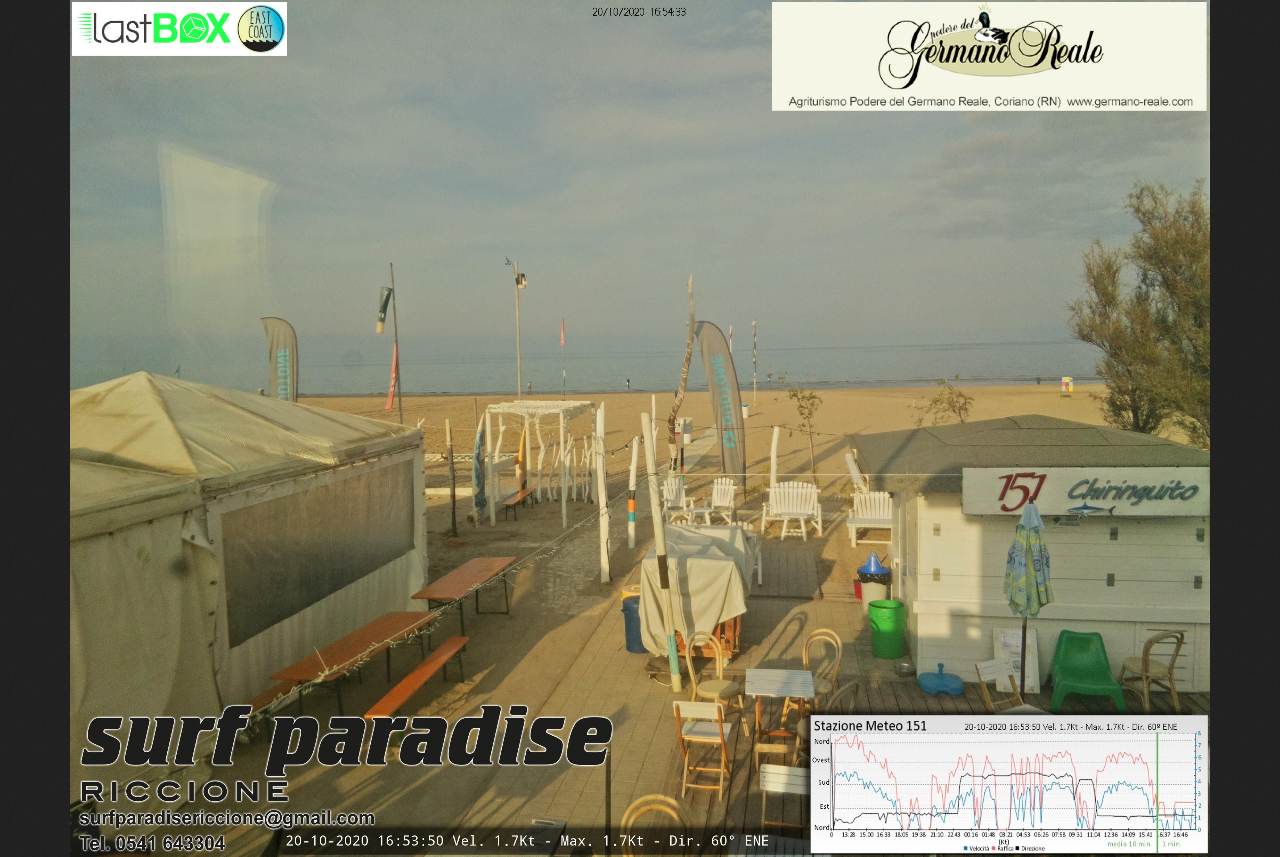 lastBOX
EAST
COAST
20/10/2020 16:54:33
podere del
Germano Reale
Agriturismo Podere del Germano Reale, Coriano (RN) www.germano-reale.com
151 Chiringuito
surf paradise
RICCIONE
surfparadisericcione@gmail.com
Tel. 0541 643304
20-10-2020 16:53:50 Vel. 1.7Kt - Max. 1.7Kt - Dir. 60° ENE
Stazione Meteo 151
20-10-2020 16:53:50 Vel. 1.7Kt - Max. 1.7Kt - Dir. 60° ENE
Nord
Ovest
Sud
Est
Nord
[Kt]
Velocità Raffica Direzione
media 10 min. 1 min.